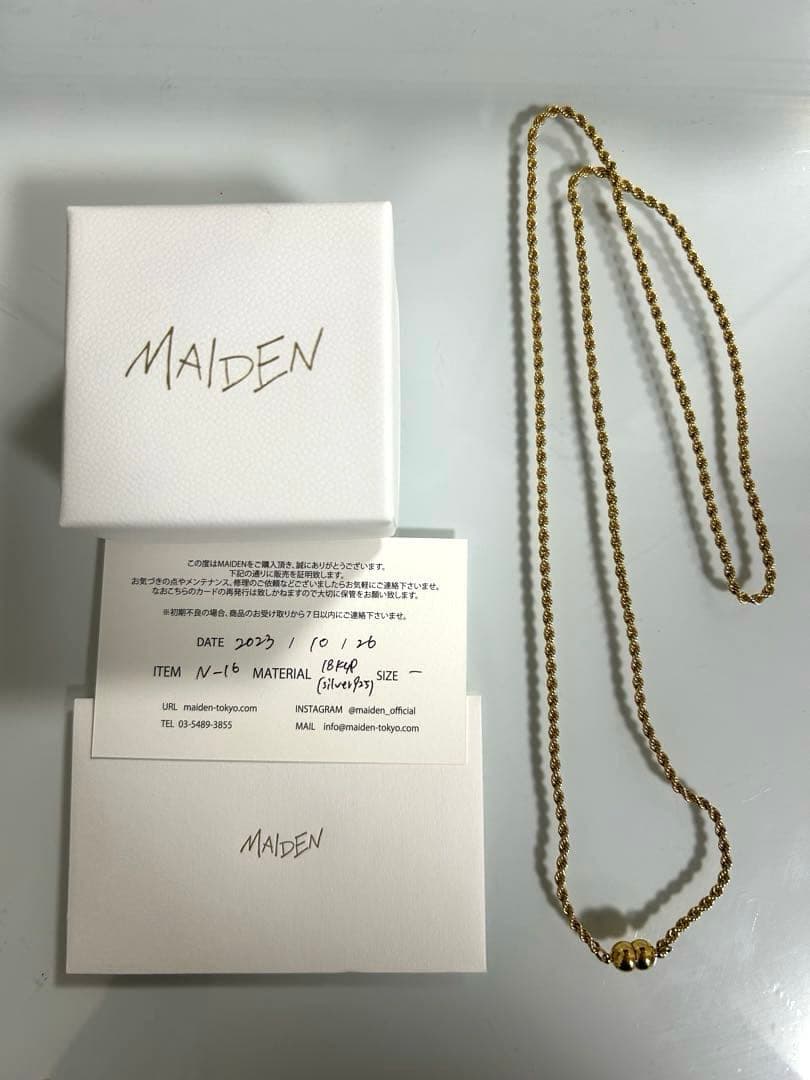 MAIDEN
この度はMAIDENをご購入頂き、誠にありがとうございます。
下記の通りに販売を証明致します。
お気づきの点やメンテナンス、修理のご依頼などございましたらお気軽にご連絡下さいませ。
なおこちらのカードの再発行は致しかねますので大切に保管をお願い致します。
※初期不良の場合、商品のお受け取りから7日以内にご連絡下さいませ。
DATE 2023 / 10 / 26
ITEM N-16 MATERIAL 18KGP (silver925) SIZE −
URL maiden-tokyo.com INSTAGRAM @maiden_official
TEL 03-5489-3855 MAIL info@maiden-tokyo.com
MAIDEN